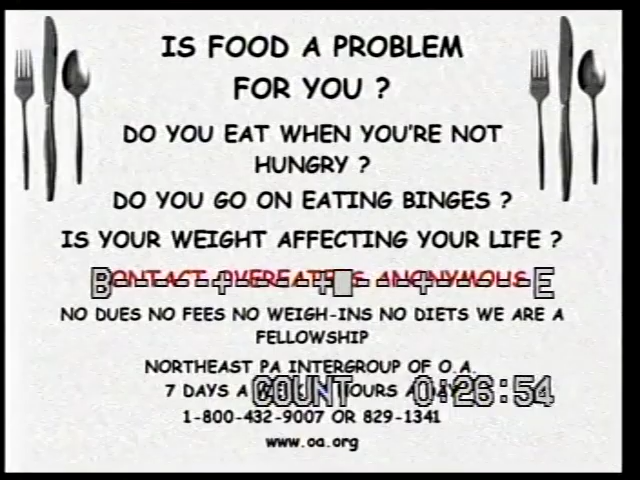 IS FOOD A PROBLEM
FOR YOU ?
DO YOU EAT WHEN YOU'RE NOT
HUNGRY ?
DO YOU GO ON EATING BINGES ?
IS YOUR WEIGHT AFFECTING YOUR LIFE ?
CONTACT OVEREATERS ANONYMOUS
B E
NO DUES NO FEES NO WEIGH-INS NO DIETS WE ARE A
FELLOWSHIP
NORTHEAST PA INTERGROUP OF O.A.
7 DAYS A
COUNT 0:26:54
1-800-432-9007 OR 829-1341
www.oa.org